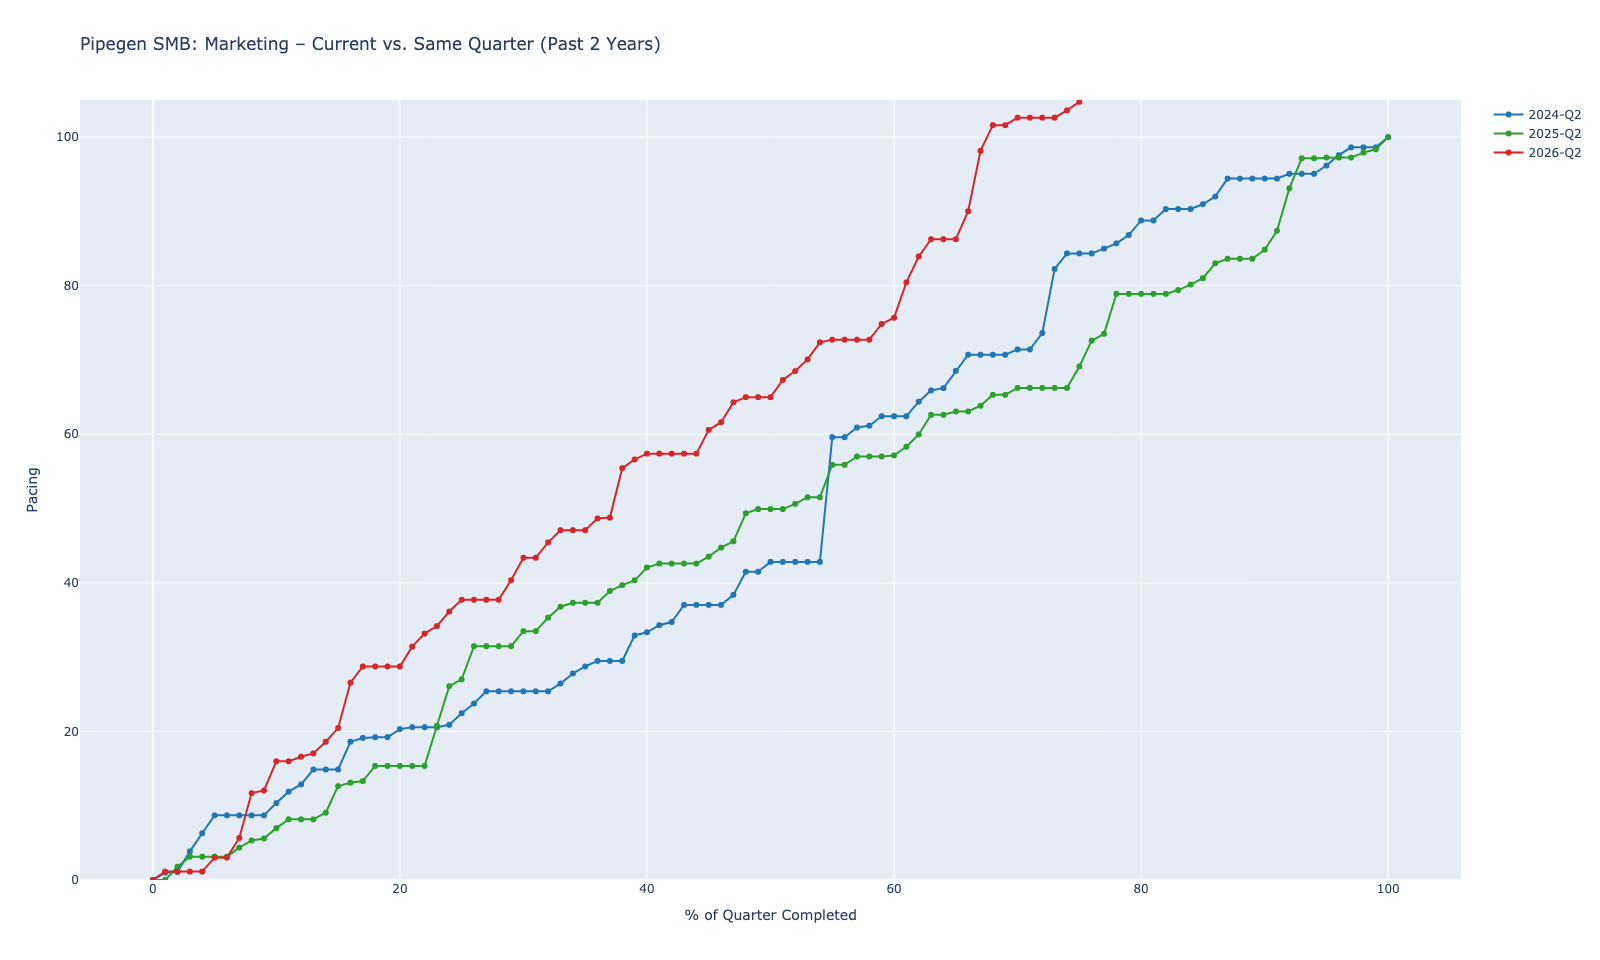 Pipegen SMB: Marketing – Current vs. Same Quarter (Past 2 Years)
2024-Q2
2025-Q2
2026-Q2
100
80
60
40
20
0
Pacing
0 20 40 60 80 100
% of Quarter Completed